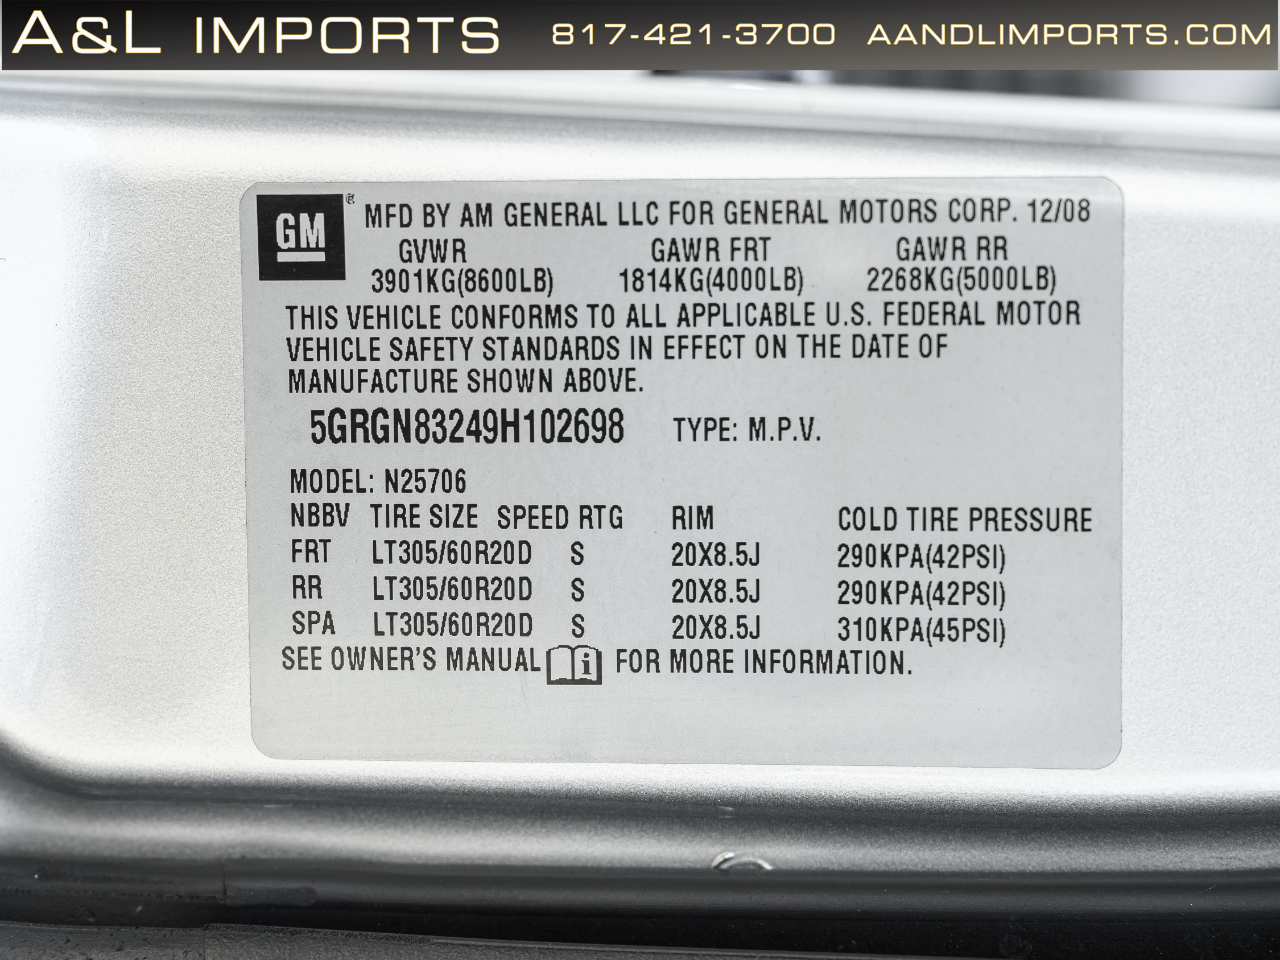 A&L IMPORTS 817-421-3700 AANDLIMPORTS.COM
GM® MFD BY AM GENERAL LLC FOR GENERAL MOTORS CORP. 12/08
GVWR GAWR FRT GAWR RR
3901KG(8600LB) 1814KG(4000LB) 2268KG(5000LB)
THIS VEHICLE CONFORMS TO ALL APPLICABLE U.S. FEDERAL MOTOR
VEHICLE SAFETY STANDARDS IN EFFECT ON THE DATE OF
MANUFACTURE SHOWN ABOVE.
5GRGN83249H102698 TYPE: M.P.V.
MODEL: N25706
NBBV TIRE SIZE SPEED RTG RIM COLD TIRE PRESSURE
FRT LT305/60R20D S 20X8.5J 290KPA(42PSI)
RR LT305/60R20D S 20X8.5J 290KPA(42PSI)
SPA LT305/60R20D S 20X8.5J 310KPA(45PSI)
SEE OWNER'S MANUAL i FOR MORE INFORMATION.